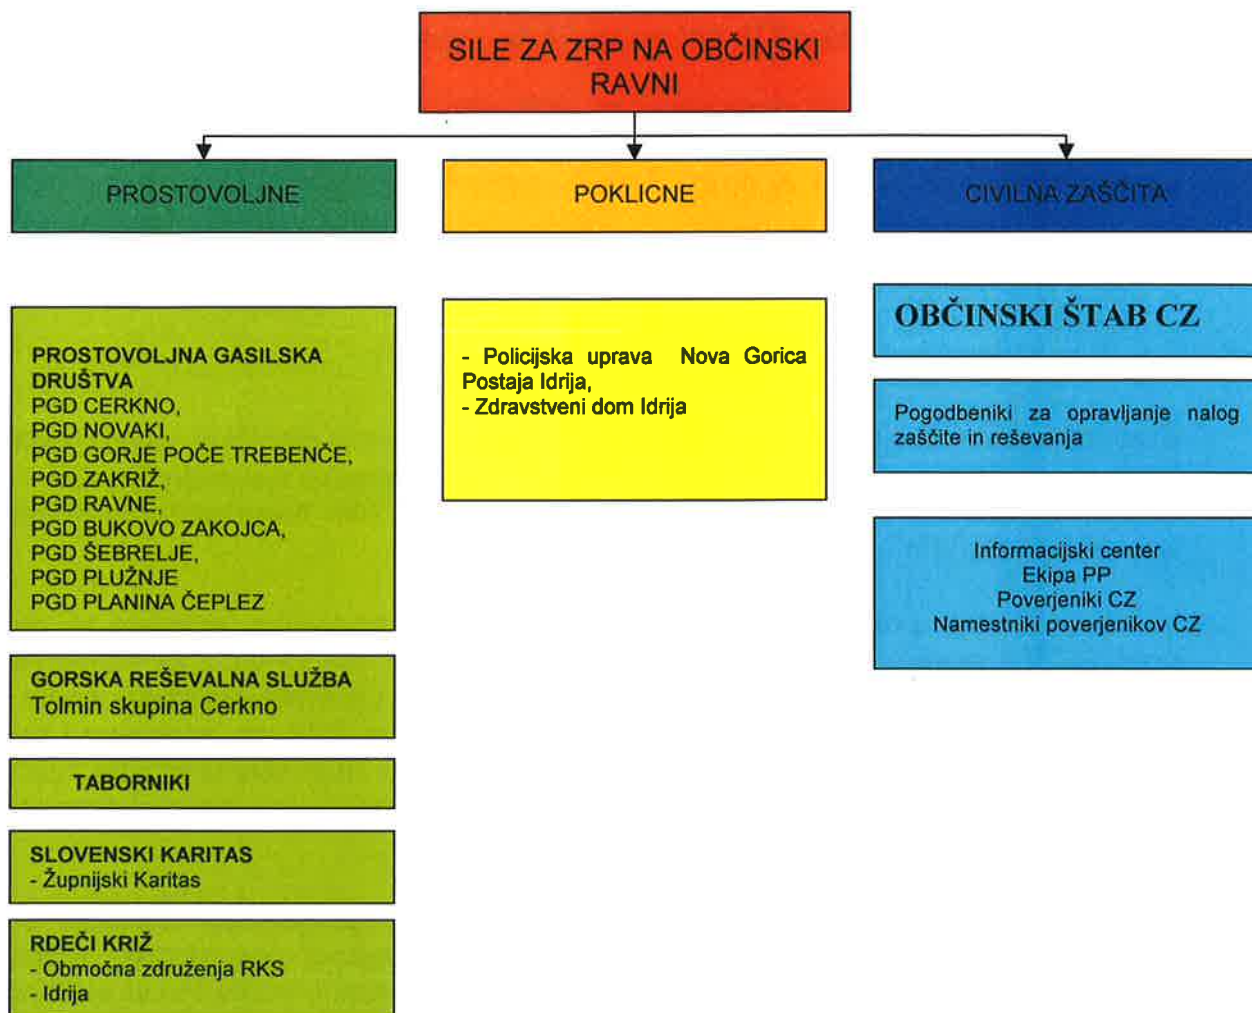 SILE ZA ZRP NA OBČINSKI
RAVNI
PROSTOVOLJNE
POKLICNE
CIVILNA ZAŠČITA
PROSTOVOLJNA GASILSKA
DRUŠTVA
PGD CERKNO,
PGD NOVAKI,
PGD GORJE POČE TREBENČE,
PGD ZAKRIŽ,
PGD RAVNE,
PGD BUKOVO ZAKOJCA,
PGD ŠEBRELJE,
PGD PLUŽNJE
PGD PLANINA ČEPLEZ
GORSKA REŠEVALNA SLUŽBA
Tolmin skupina Cerkno
TABORNIKI
SLOVENSKI KARITAS
- Župnijski Karitas
RDEČI KRIŽ
- Območna združenja RKS
- Idrija
- Policijska uprava Nova Gorica
Postaja Idrija,
- Zdravstveni dom Idrija
OBČINSKI ŠTAB CZ
Pogodbeniki za opravljanje nalog
zaščite in reševanja
Informacijski center
Ekipa PP
Poverjeniki CZ
Namestniki poverjenikov CZ